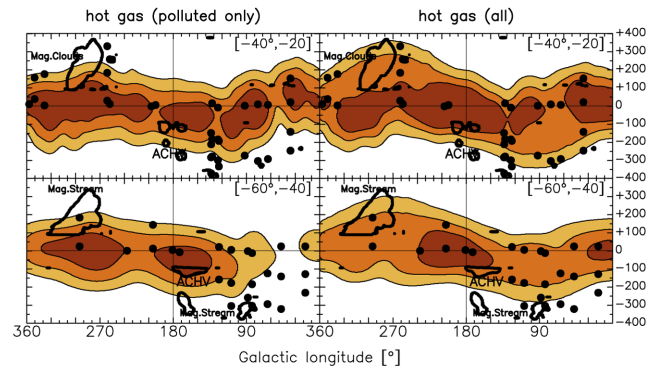 hot gas (polluted only) hot gas (all)
Mag.Clouds [−40°,−20] Mag.Clouds [−40°,−20] +400
+300
+200
+100
0
−100
−200
ACHV ACHV
−300
−400
Mag.Stream [−60°,−40] Mag.Stream [−60°,−40]
+300
+200
+100
0
−100
ACHV ACHV
−200
−300
Mag.Stream Mag.Stream
−400
360 270 180 90 360 270 180 90
Galactic longitude [°]